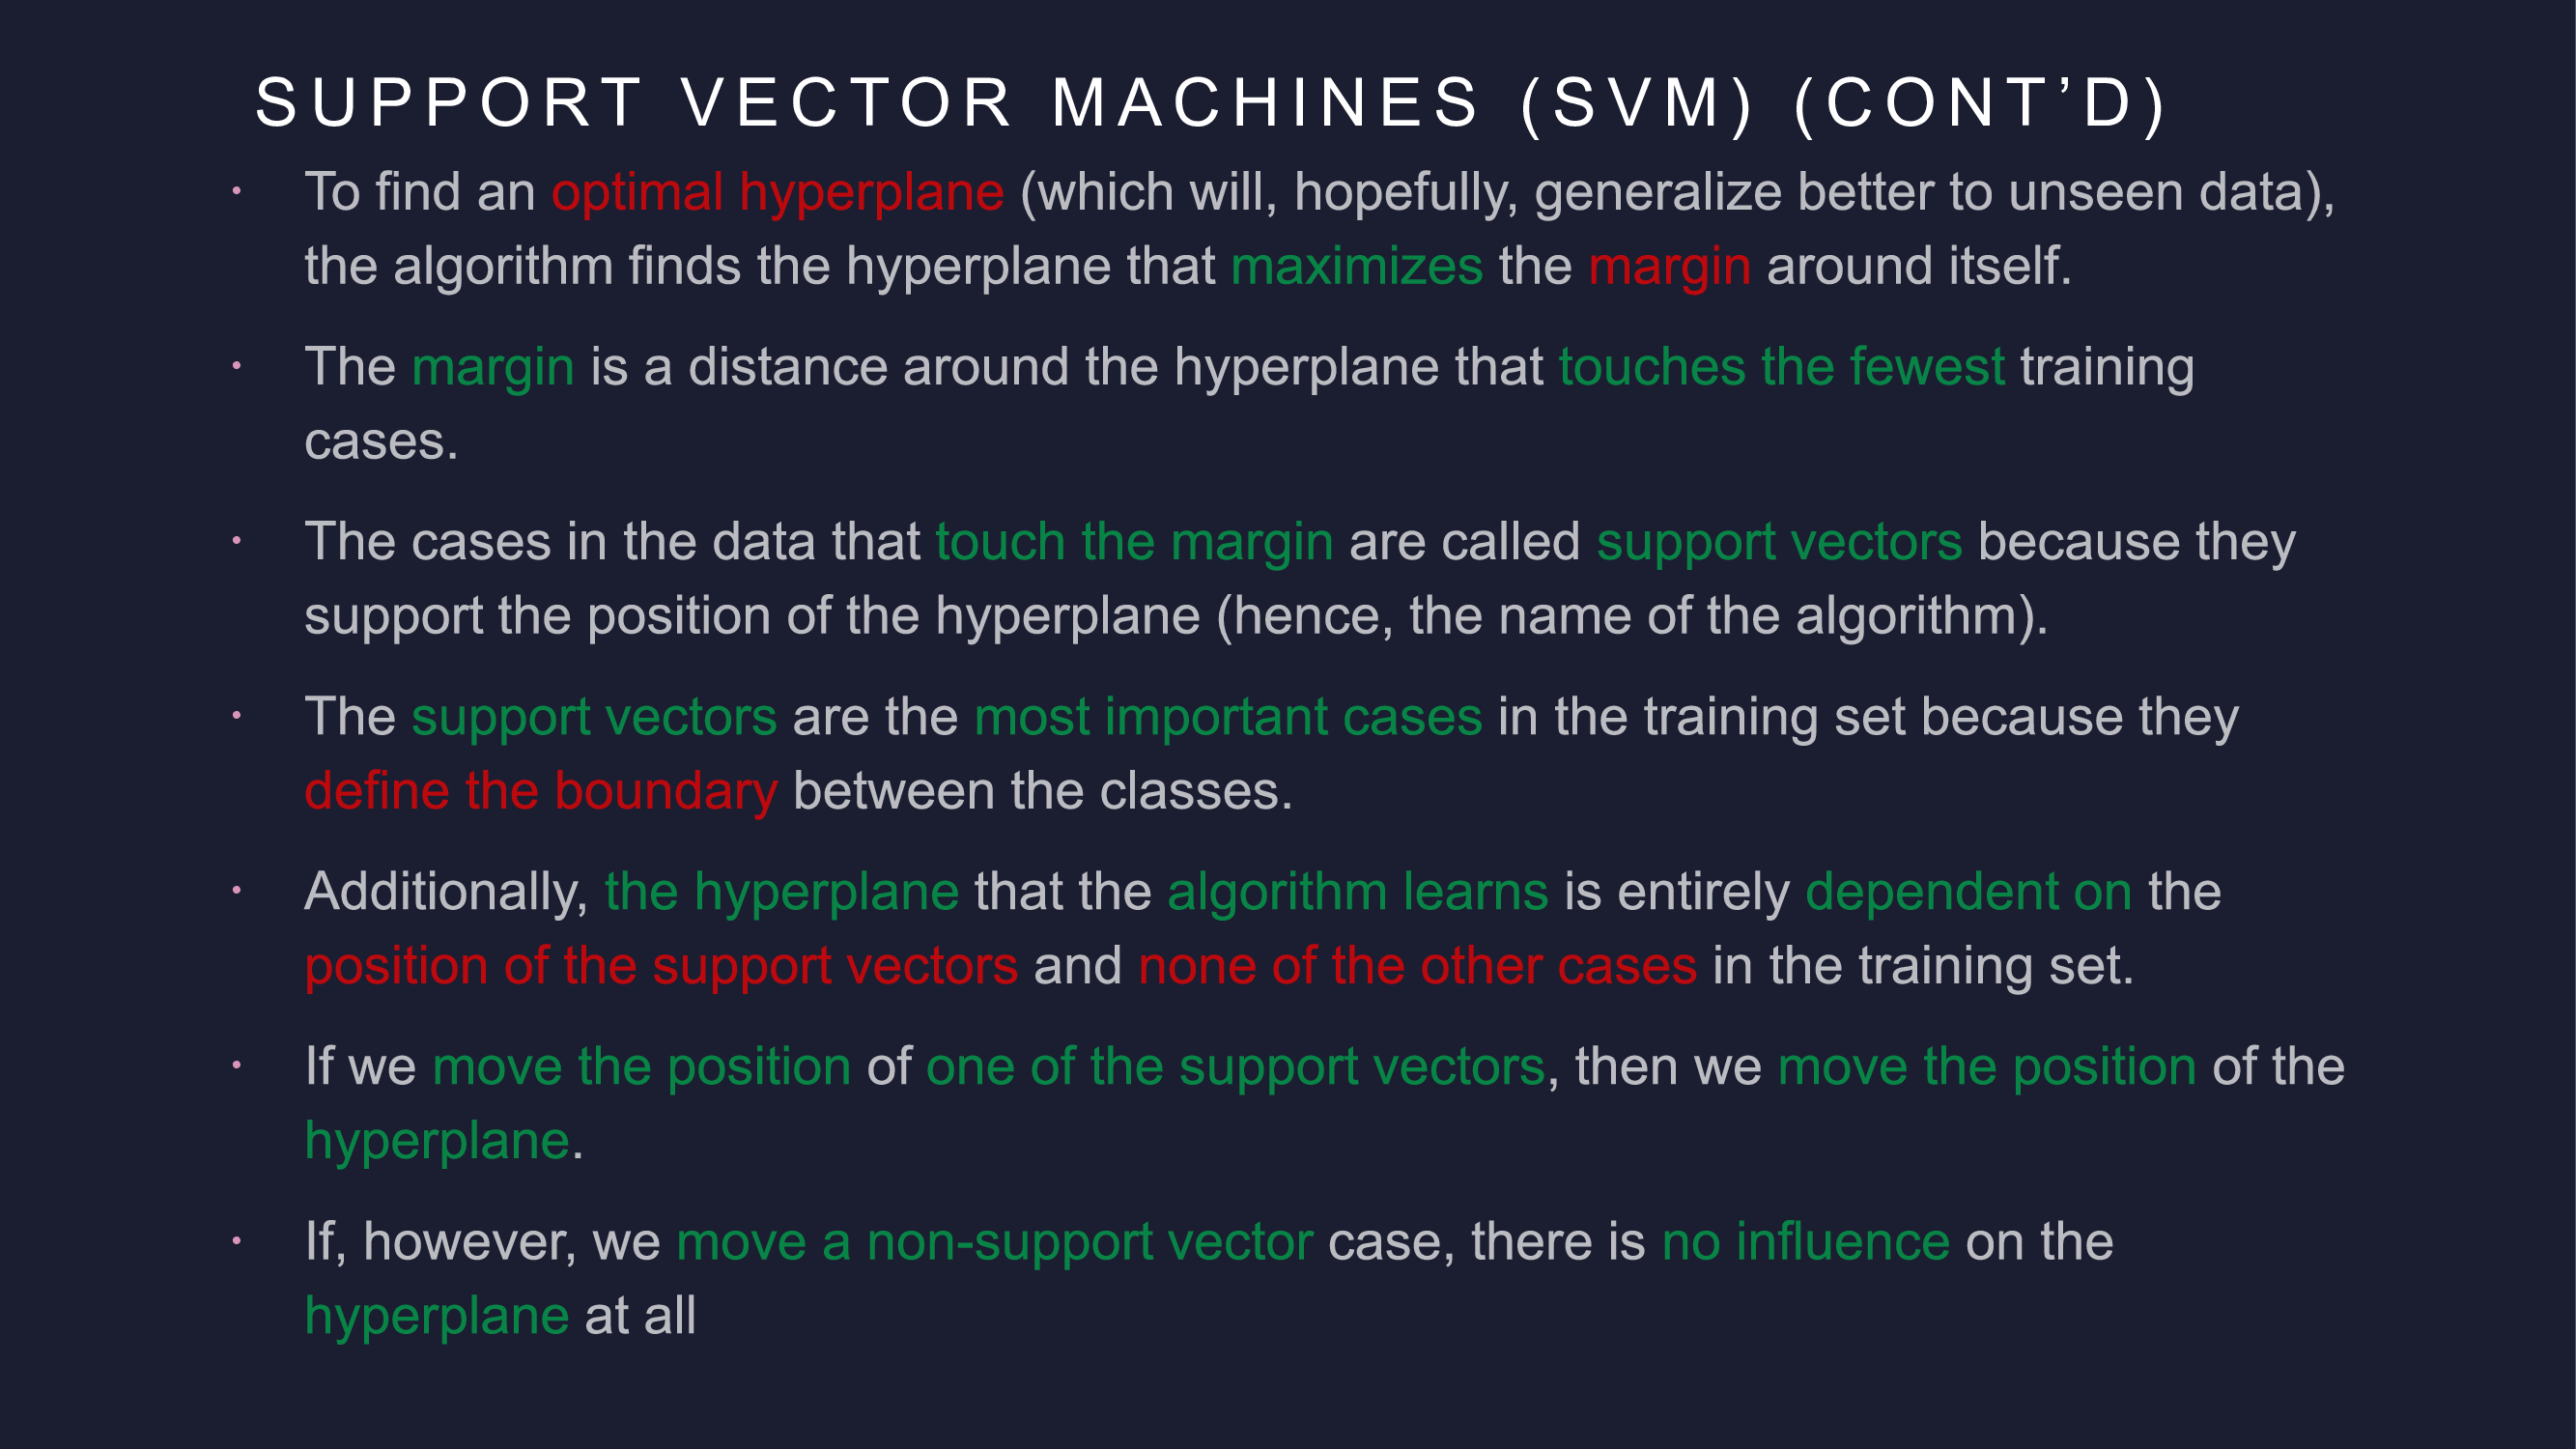 SUPPORT VECTOR MACHINES (SVM) (CONT’D)
• To find an optimal hyperplane (which will, hopefully, generalize better to unseen data),
the algorithm finds the hyperplane that maximizes the margin around itself.
• The margin is a distance around the hyperplane that touches the fewest training
cases.
• The cases in the data that touch the margin are called support vectors because they
support the position of the hyperplane (hence, the name of the algorithm).
• The support vectors are the most important cases in the training set because they
define the boundary between the classes.
• Additionally, the hyperplane that the algorithm learns is entirely dependent on the
position of the support vectors and none of the other cases in the training set.
• If we move the position of one of the support vectors, then we move the position of the
hyperplane.
• If, however, we move a non-support vector case, there is no influence on the
hyperplane at all